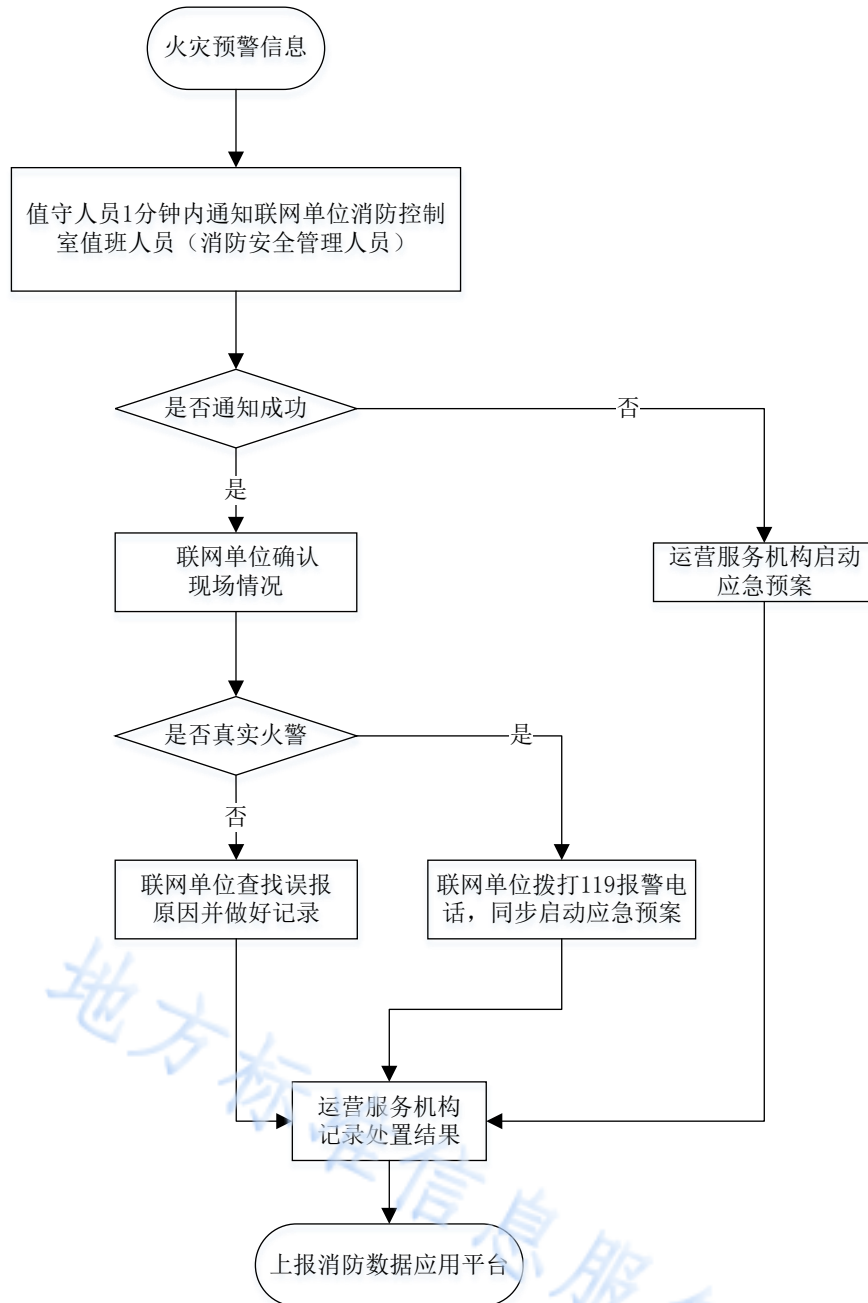 火灾预警信息
值守人员1分钟内通知联网单位消防控制
室值班人员（消防安全管理人员）
是否通知成功
否
是
联网单位确认
现场情况
运营服务机构启动
应急预案
是否真实火警
是
否
联网单位查找误报
原因并做好记录
联网单位拨打119报警电
话，同步启动应急预案
运营服务机构
记录处置结果
上报消防数据应用平台
地方标准信息服